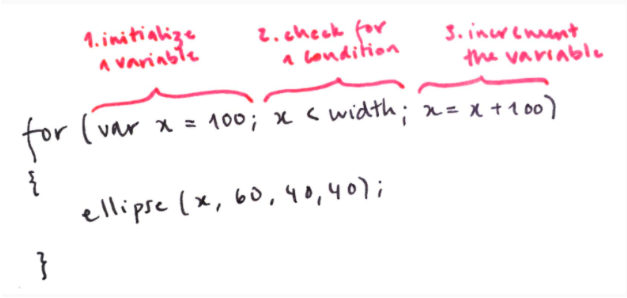 1. initialize
a variable
2. check for
a condition
3. increment
the variable
for (var x = 100; x < width; x = x + 100)
{
ellipse (x, 60, 40, 40);
}